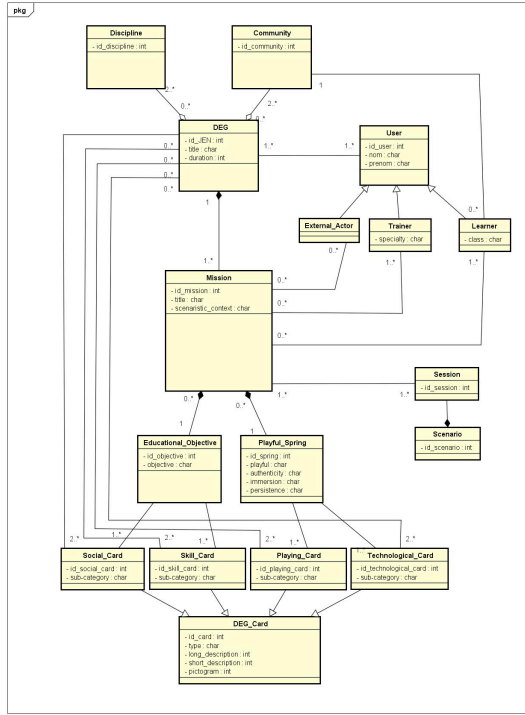 pkg
Discipline
- id_discipline : int
Community
- id_community : int
2..*
0..*
2..*
0..*
1
DEG
- id_JEN : int
- title : char
- duration : int
0..*
0..*
0..*
0..*
1..*
1..*
User
- id_user : int
- nom : char
- prenom : char
1
External_Actor
Trainer
- specialty : char
Learner
- class : char
0..*
0..*
1..*
1..*
1..*
Mission
- id_mission : int
- title : char
- scenaristic_context : char
0..*
0..*
0..*
1..*
1..*
Session
- id_session : int
Scenario
- id_scenario : int
0..*
0..*
1
1
Educational_Objective
- id_objective : int
- objective : char
Playful_Spring
- id_spring : int
- playful : char
- authenticity : char
- immersion : char
- persistence : char
2..*
1..*
2..*
1..*
2..*
1..*
2..*
Social_Card
- id_social_card : int
- sub-category : char
Skill_Card
- id_skill_card : int
- sub-category : char
Playing_Card
- id_playing_card : int
- sub-category : char
Technological_Card
- id_technological_card : int
- sub-category : char
DEG_Card
- id_card : int
- type : char
- long_description : int
- short_description : int
- pictogram : int